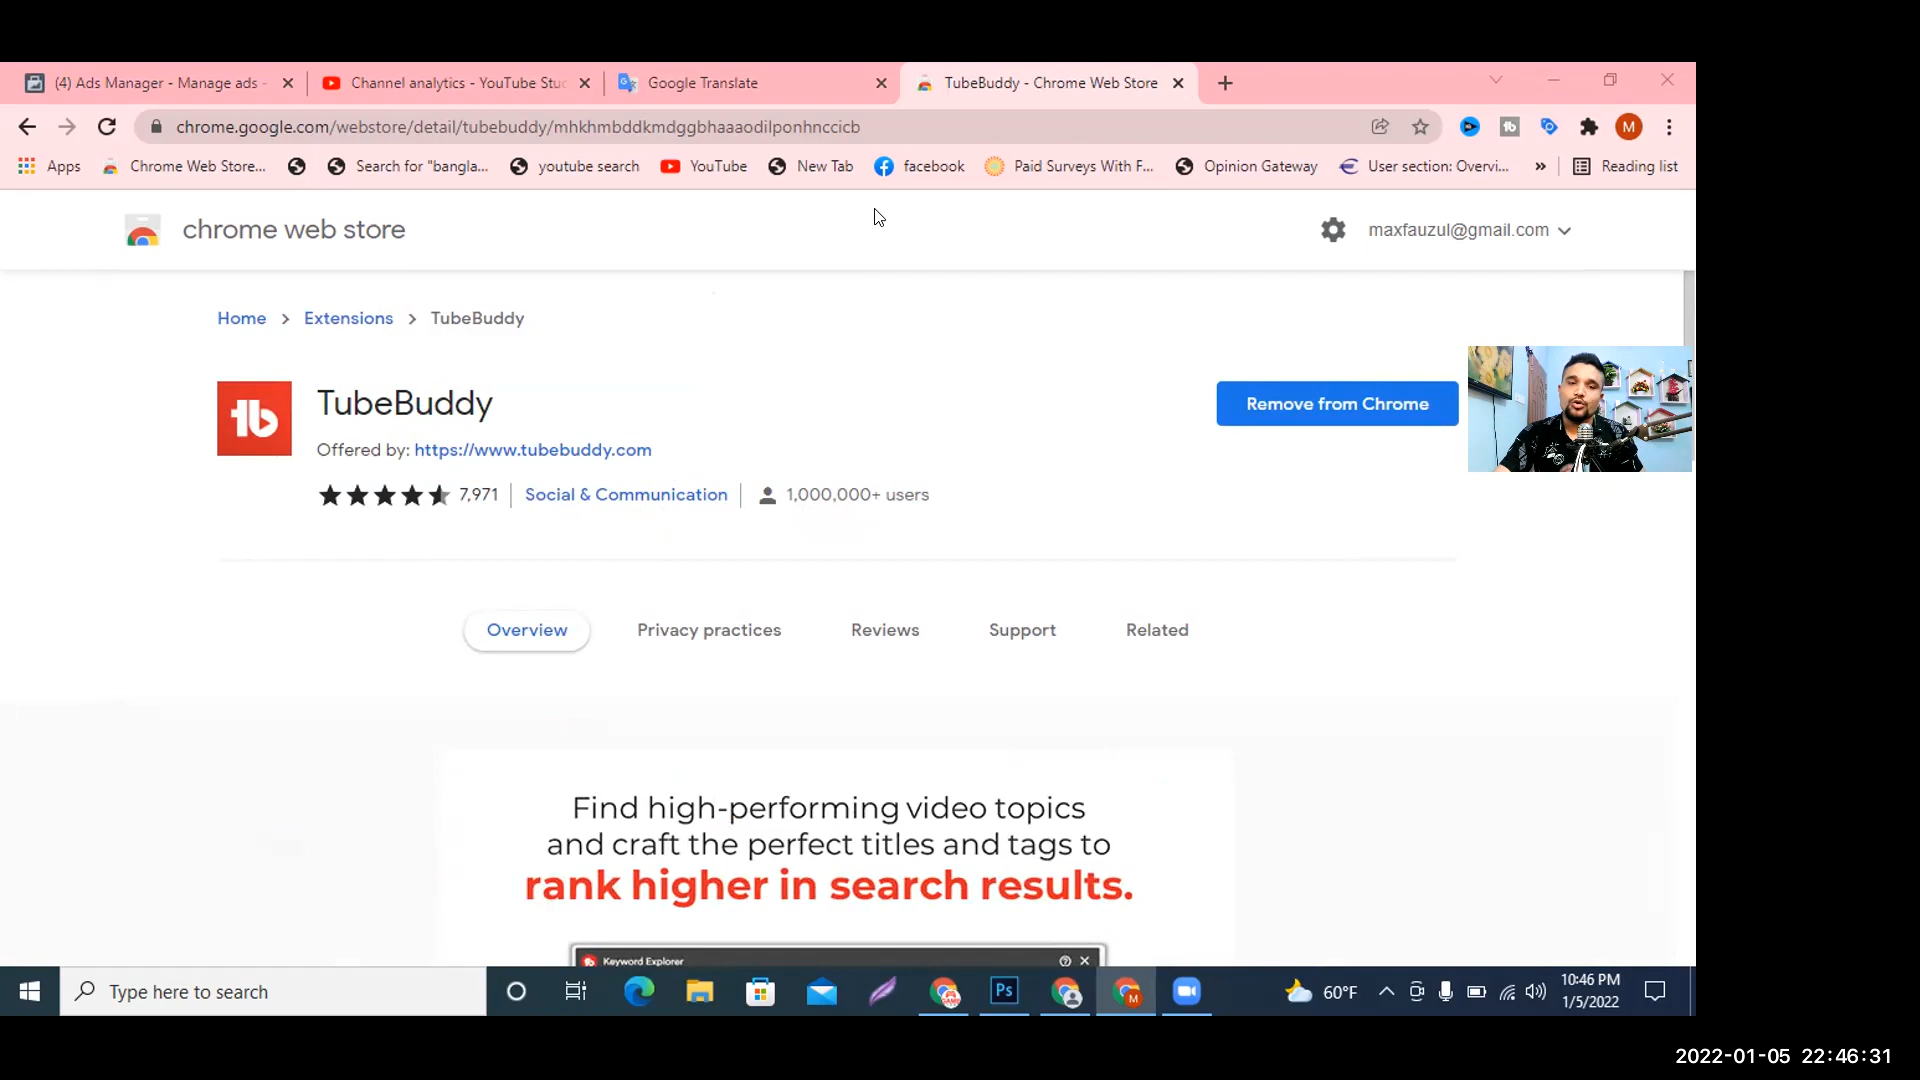 (4) Ads Manager - Manage ads -
Channel analytics - YouTube Stu
Google Translate
TubeBuddy - Chrome Web Store
chrome.google.com/webstore/detail/tubebuddy/mhkhmbddkmdggbhaaaodilponhnccicb
M
Apps
Chrome Web Store...
Search for "bangla...
youtube search
YouTube
New Tab
facebook
Paid Surveys With F...
Opinion Gateway
User section: Overvi...
»
Reading list
chrome web store
maxfauzul@gmail.com
Home > Extensions > TubeBuddy
tb
TubeBuddy
Remove from Chrome
Offered by: https://www.tubebuddy.com
7,971
Social & Communication
1,000,000+ users
Overview
Privacy practices
Reviews
Support
Related
Find high-performing video topics
and craft the perfect titles and tags to
rank higher in search results.
Keyword Explorer
Type here to search
Ps
M
60°F
10:46 PM
1/5/2022
2022-01-05 22:46:31